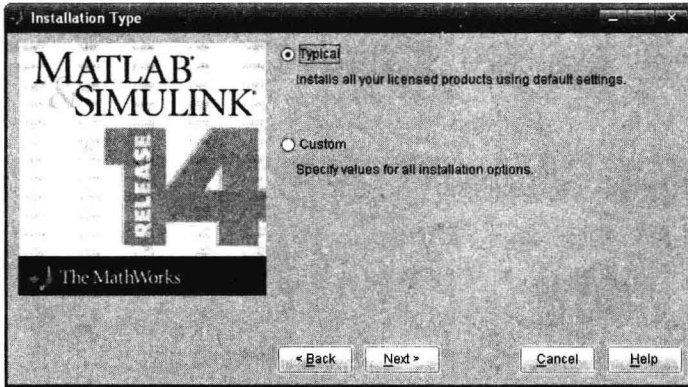 Installation Type
MATLAB
& SIMULINK
RELEASE
14
The MathWorks
Typical
Installs all your licensed products using default settings.
Custom
Specify values for all installation options.
< Back
Next >
Cancel
Help